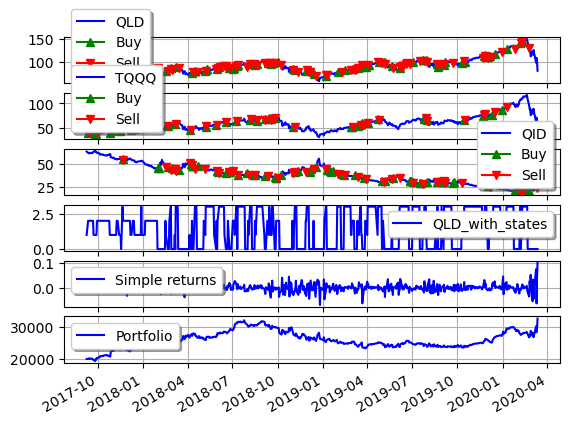 QLD
Buy
Sell
150
100
TQQQ
Buy
Sell
100
50
QID
Buy
Sell
50
25
QLD_with_states
2.5
0.0
Simple returns
0.1
0.0
Portfolio
30000
20000
2017-10
2018-01
2018-04
2018-07
2018-10
2019-01
2019-04
2019-07
2019-10
2020-01
2020-04